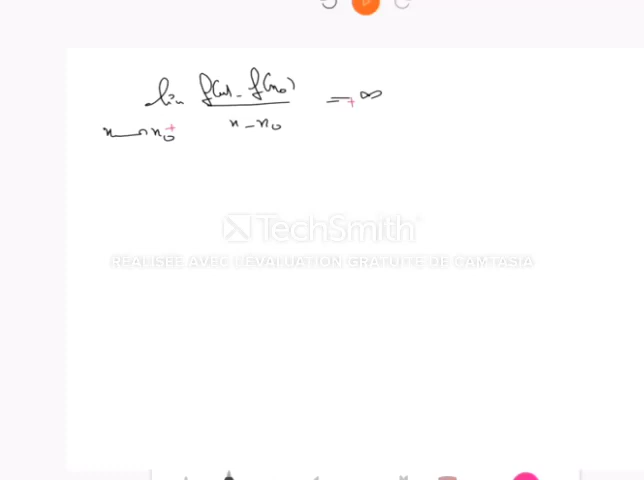 lim f(x) - f(x₀) / x - x₀ = +∞
x → x₀⁺
TechSmith
RÉALISÉE AVEC L'ÉVALUATION GRATUITE DE CAMTASIA